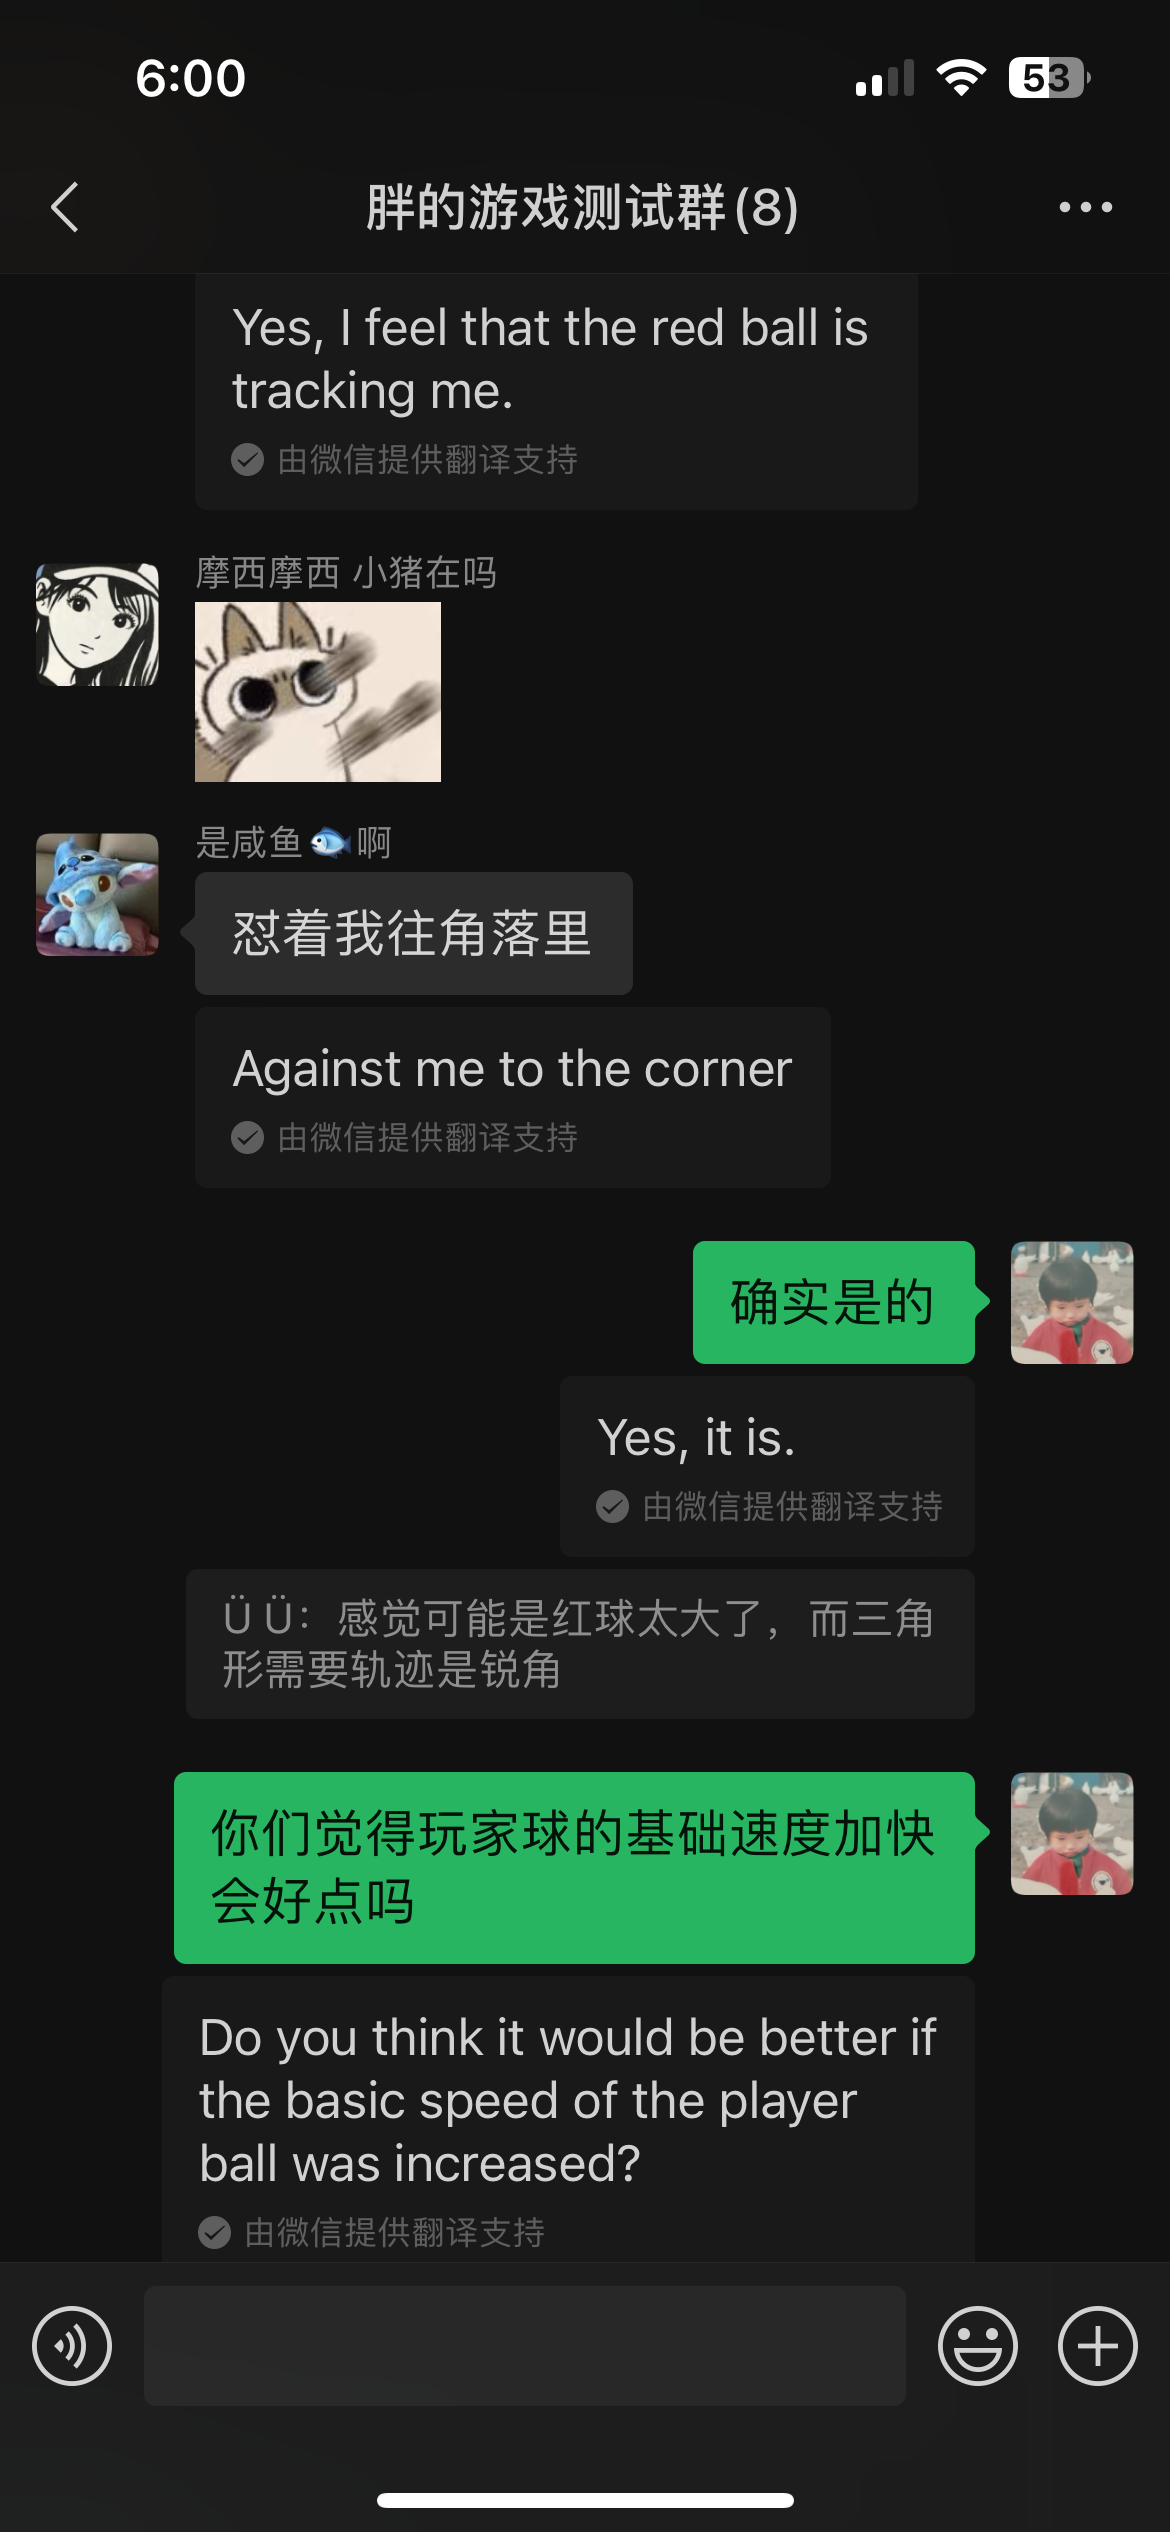 6:00
53
胖的游戏测试群(8)
Yes, I feel that the red ball is
tracking me.
由微信提供翻译支持
摩西摩西 小猪在吗
是咸鱼🐟啊
怼着我往角落里
Against me to the corner
由微信提供翻译支持
确实是的
Yes, it is.
由微信提供翻译支持
Ü Ü：感觉可能是红球太大了，而三角
形需要轨迹是锐角
你们觉得玩家球的基础速度加快
会好点吗
Do you think it would be better if
the basic speed of the player
ball was increased?
由微信提供翻译支持